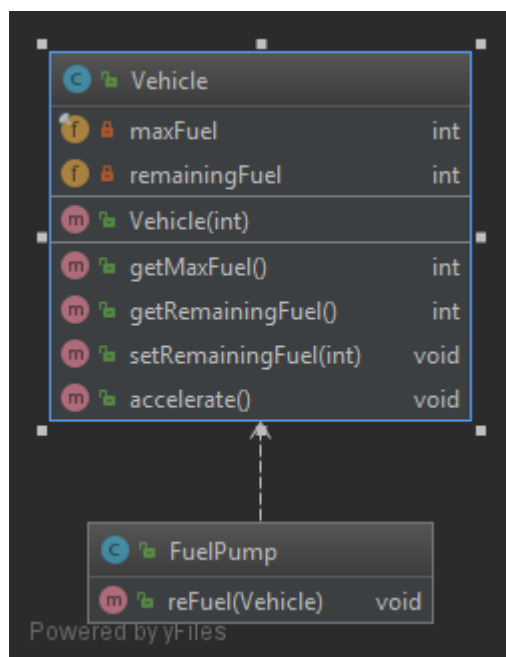 C Vehicle
f maxFuel int
f remainingFuel int
m Vehicle(int)
m getMaxFuel() int
m getRemainingFuel() int
m setRemainingFuel(int) void
m accelerate() void
C FuelPump
m reFuel(Vehicle) void
Powered by yFiles